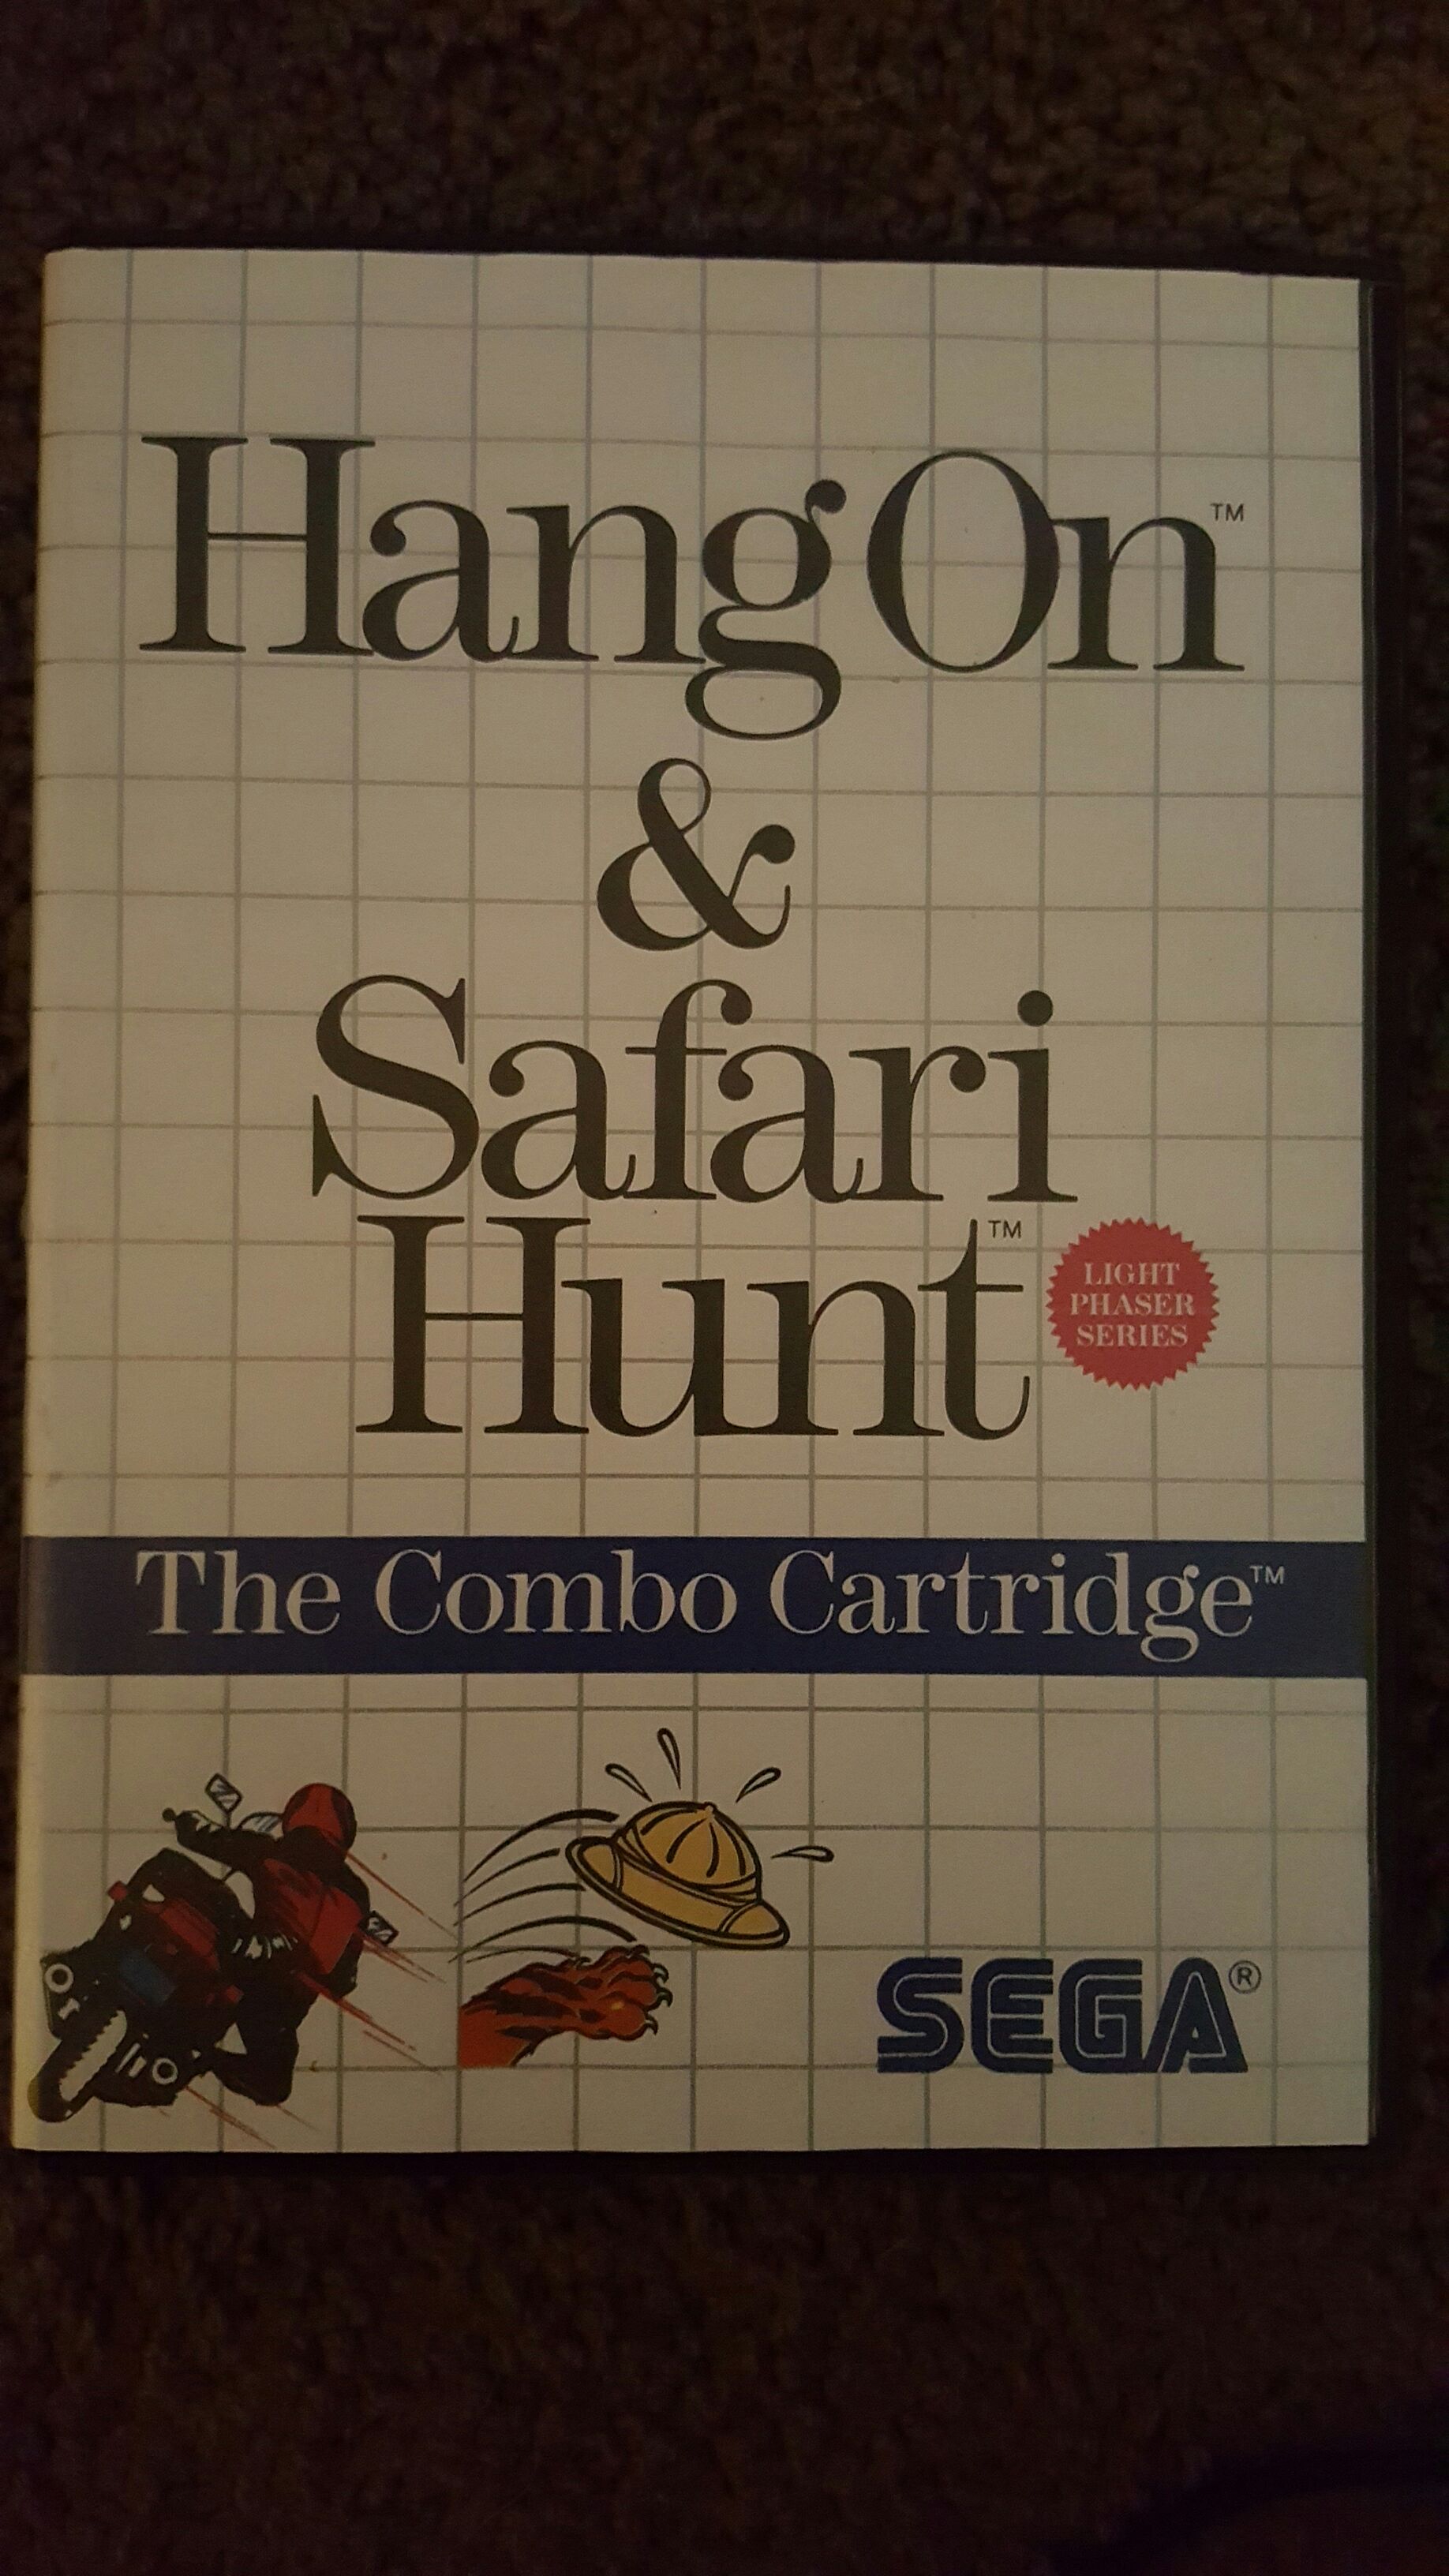 Hang On™
&
Safari
Hunt™
LIGHT
PHASER
SERIES
The Combo Cartridge™
SEGA®